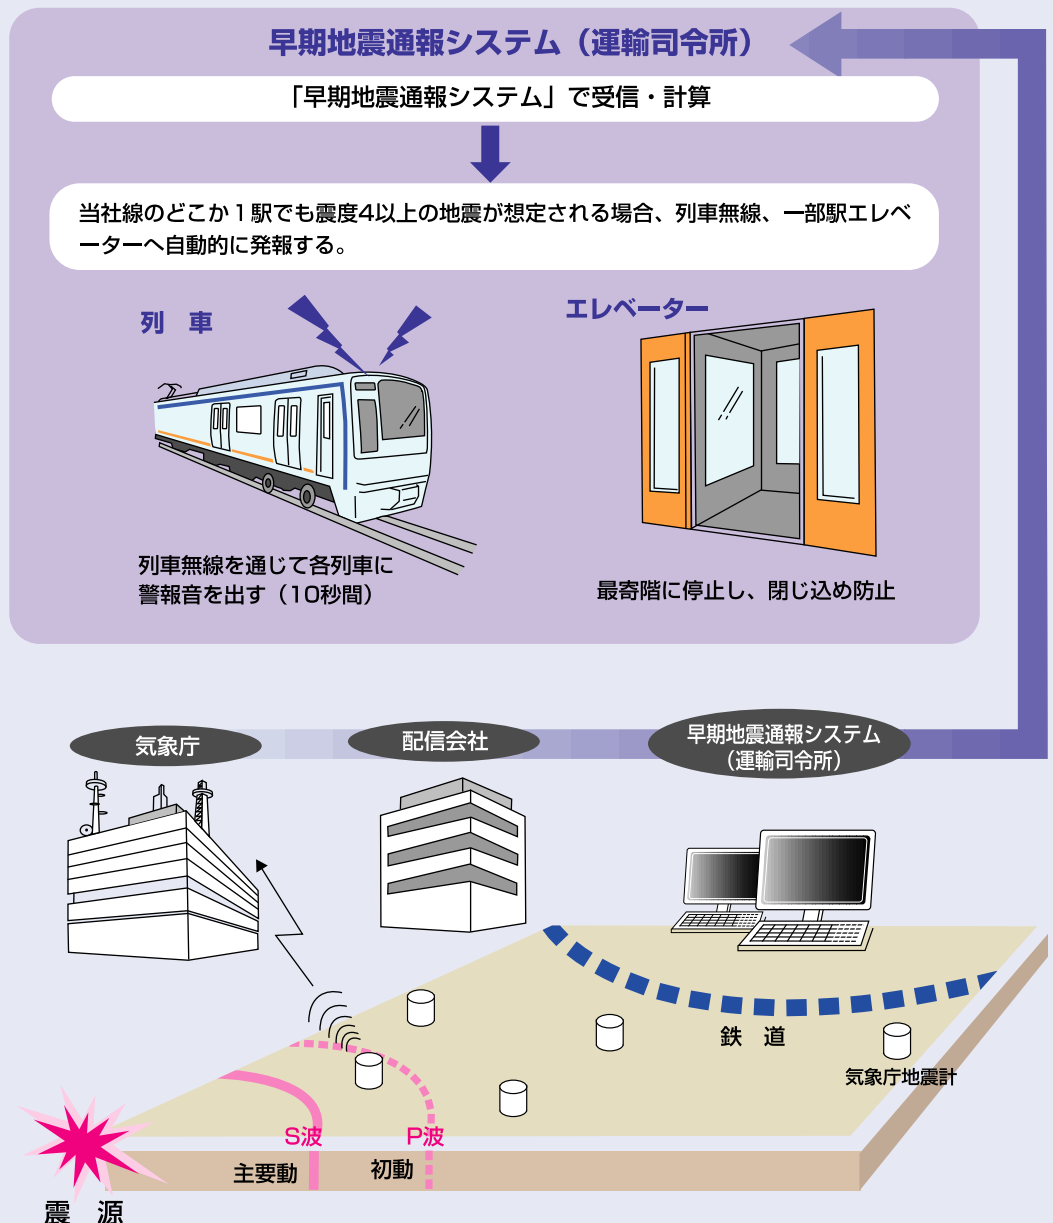 早期地震通報システム（運輸司令所）
「早期地震通報システム」で受信・計算
当社線のどこか１駅でも震度4以上の地震が想定される場合、列車無線、一部駅エレベ
ーターへ自動的に発報する。
列　車
エレベーター
列車無線を通じて各列車に
警報音を出す（10秒間）
最寄階に停止し、閉じ込め防止
気象庁
配信会社
早期地震通報システム
（運輸司令所）
鉄　道
気象庁地震計
S波
P波
主要動
初動
震　源